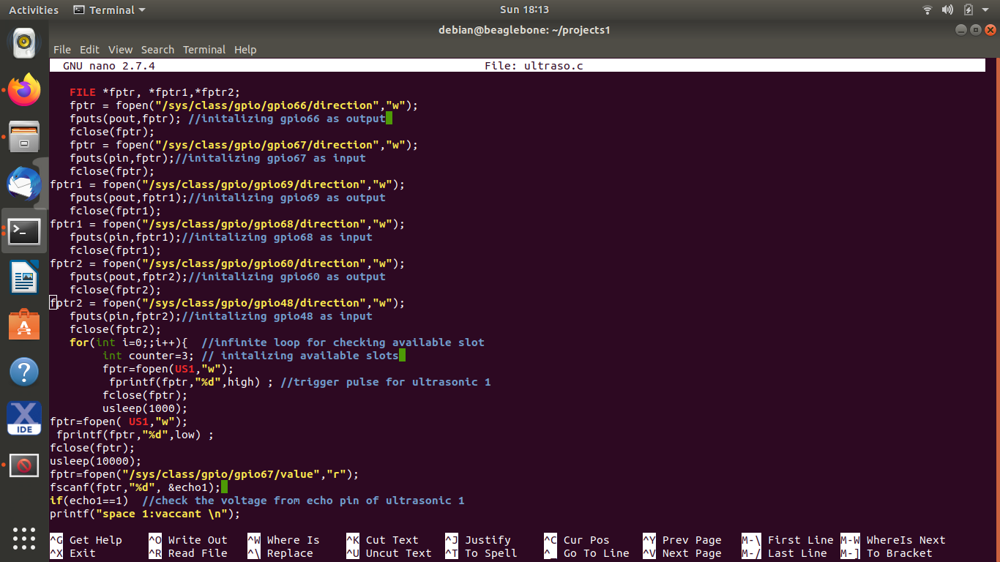 Activities Terminal Sun 18:13
debian@beaglebone: ~/projects1
File Edit View Search Terminal Help
GNU nano 2.7.4 File: ultraso.c
FILE *fptr, *fptr1,*fptr2;
fptr = fopen("/sys/class/gpio/gpio66/direction","w");
fputs(pout,fptr); //initalizing gpio66 as output
fclose(fptr);
fptr = fopen("/sys/class/gpio/gpio67/direction","w");
fputs(pin,fptr);//initalizing gpio67 as input
fclose(fptr);
fptr1 = fopen("/sys/class/gpio/gpio69/direction","w");
fputs(pout,fptr1);//initalizing gpio69 as output
fclose(fptr1);
fptr1 = fopen("/sys/class/gpio/gpio68/direction","w");
fputs(pin,fptr1);//initalizing gpio68 as input
fclose(fptr1);
fptr2 = fopen("/sys/class/gpio/gpio60/direction","w");
fputs(pout,fptr2);//initalizing gpio60 as output
fclose(fptr2);
fptr2 = fopen("/sys/class/gpio/gpio48/direction","w");
fputs(pin,fptr2);//initalizing gpio48 as input
fclose(fptr2);
for(int i=0;;i++){  //infinite loop for checking available slot
int counter=3; // initalizing available slots
fptr=fopen(US1,"w");
fprintf(fptr,"%d",high) ; //trigger pulse for ultrasonic 1
fclose(fptr);
usleep(1000);
fptr=fopen( US1,"w");
fprintf(fptr,"%d",low) ;
fclose(fptr);
usleep(10000);
fptr=fopen("/sys/class/gpio/gpio67/value","r");
fscanf(fptr,"%d", &echo1);
if(echo1==1)  //check the voltage from echo pin of ultrasonic 1
printf("space 1:vaccant \n");
^G Get Help ^O Write Out ^W Where Is ^K Cut Text ^J Justify ^C Cur Pos ^Y Prev Page M-\ First Line M-W WhereIs Next
^X Exit ^R Read File ^\ Replace ^U Uncut Text ^T To Spell ^_ Go To Line ^V Next Page M-/ Last Line M-] To Bracket
X
IDE